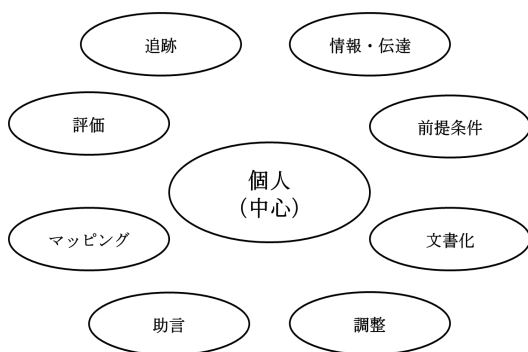 追跡
情報・伝達
評価
前提条件
個人
(中心)
マッピング
文書化
助言
調整